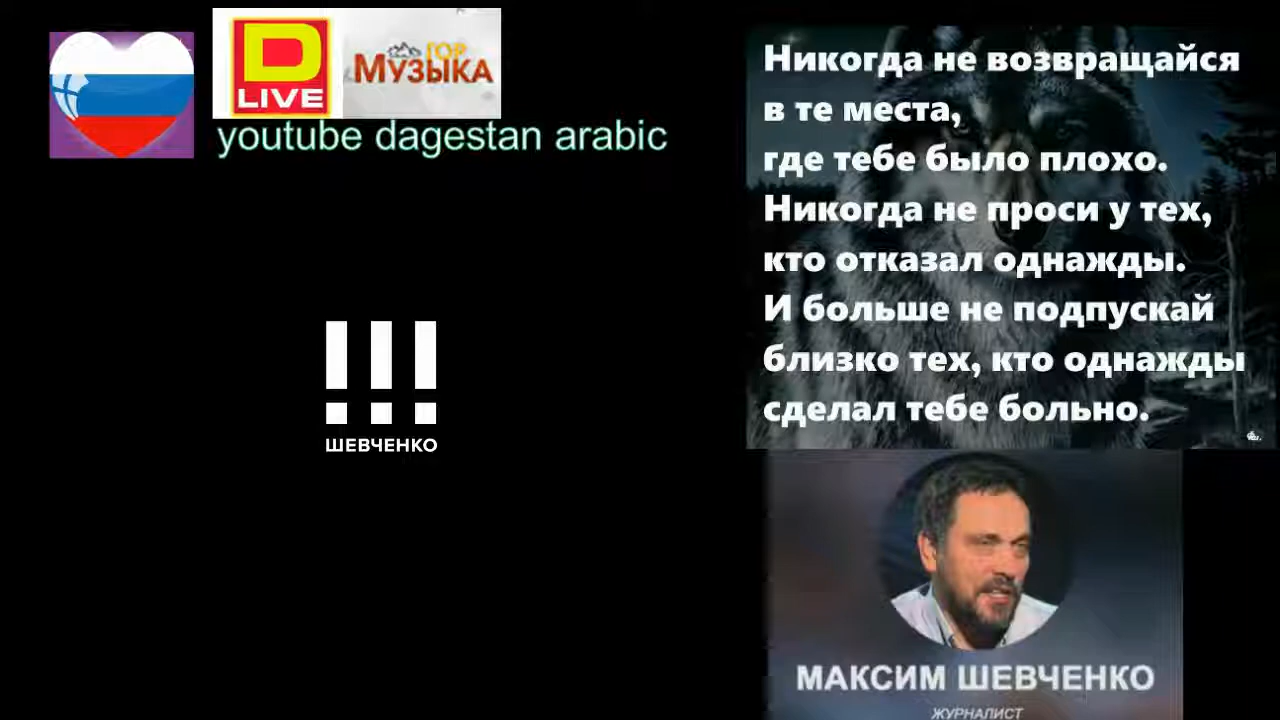 D
LIVE
ГОР
МУЗЫКА
youtube dagestan arabic
!!!
ШЕВЧЕНКО
Никогда не возвращайся
в те места,
где тебе было плохо.
Никогда не проси у тех,
кто отказал однажды.
И больше не подпускай
близко тех, кто однажды
сделал тебе больно.
МАКСИМ ШЕВЧЕНКО
ЖУРНАЛИСТ